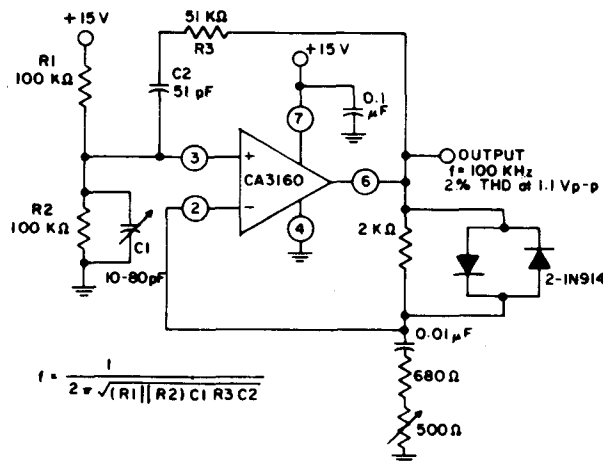 +15V
R1
100 KΩ
51 KΩ
R3
C2
51 pF
+15V
0.1
μF
7
3
+
CA3160
6
2
−
4
OUTPUT
f = 100 KHz
2% THD at 1.1 Vp-p
R2
100 KΩ
C1
10-80pF
2 KΩ
2-1N914
0.01μF
680Ω
500Ω
f = 1 / 2π√(R1||R2) C1 R3 C2